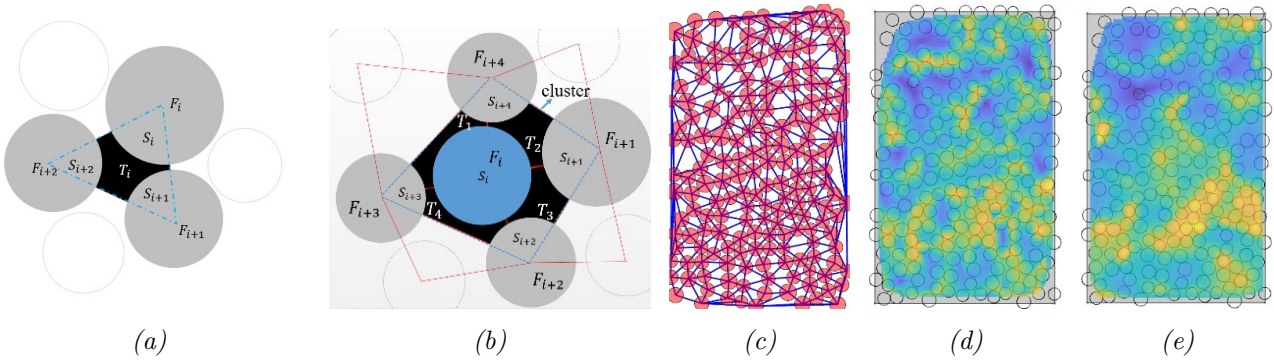 F_i
S_i
F_{i+2}
S_{i+2}
T_i
S_{i+1}
F_{i+1}
F_{i+4}
cluster
S_{i+4}
T_1
T_2
F_{i+1}
F_i
S_{i+1}
S_i
S_{i+3}
F_{i+3}
T_4
T_3
S_{i+2}
F_{i+2}
(a)
(b)
(c)
(d)
(e)